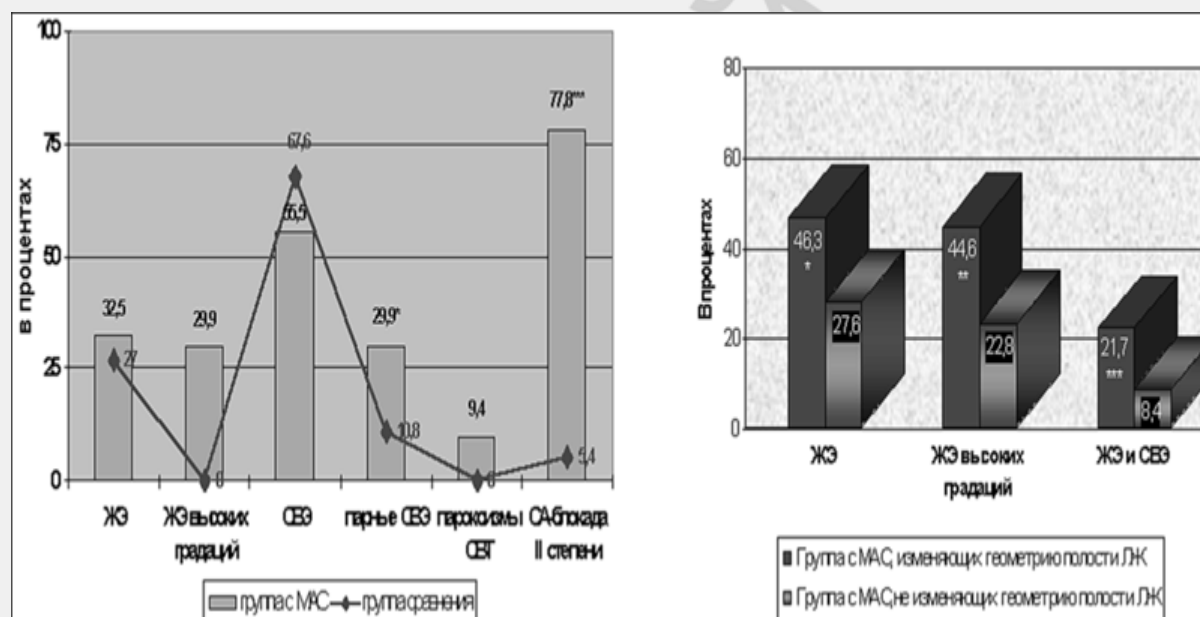 100
75
50
25
0
в процентах
32,5
29,9
67,6
55,5
29,9*
9,4
77,8***
27
0
10,8
0
5,4
ЖЭ
ЖЭ высоких градаций
СВЭ
парные СВЭ
пароксизмы СВТ
СА-блокада II степени
группа с МАС
группа сравнения
80
60
40
20
0
В процентах
46,3
*
27,6
44,6
**
22,8
21,7
***
8,4
ЖЭ
ЖЭ высоких
градаций
ЖЭ и СВЭ
Группа с МАС, изменяющих геометрию полости ЛЖ
Группа с МАС, не изменяющих геометрию полости ЛЖ